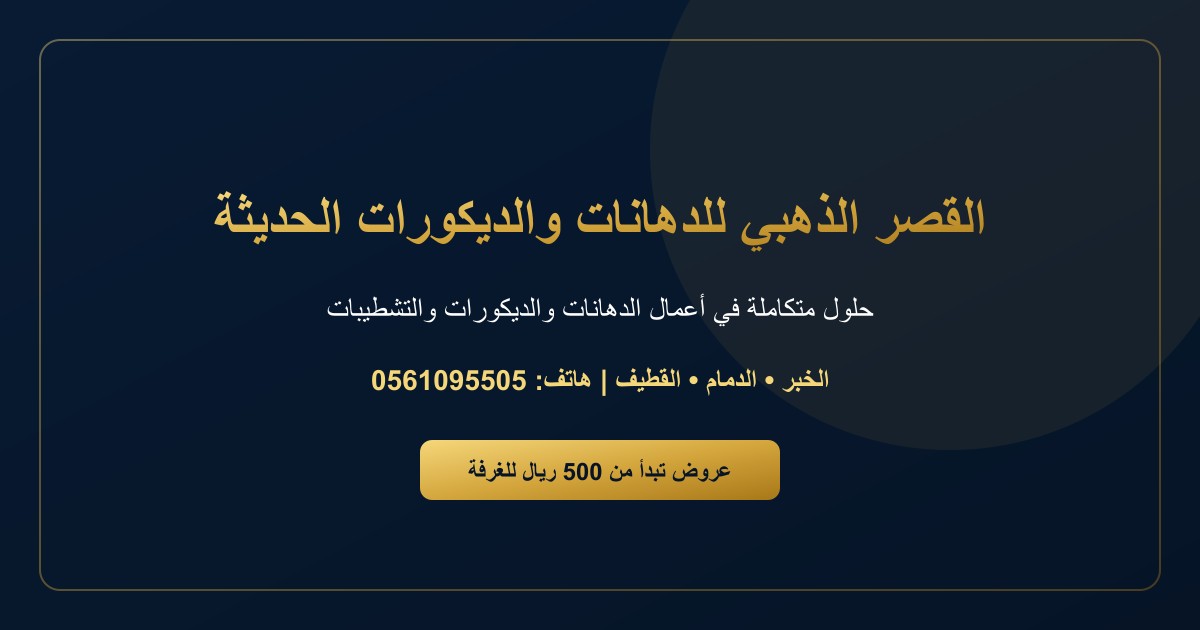 القصر الذهبي للدهانات والديكورات الحديثة
حلول متكاملة في أعمال الدهانات والديكورات والتشطيبات
الخبر • الدمام • القطيف | هاتف: 0561095505
عروض تبدأ من 500 ريال للغرفة